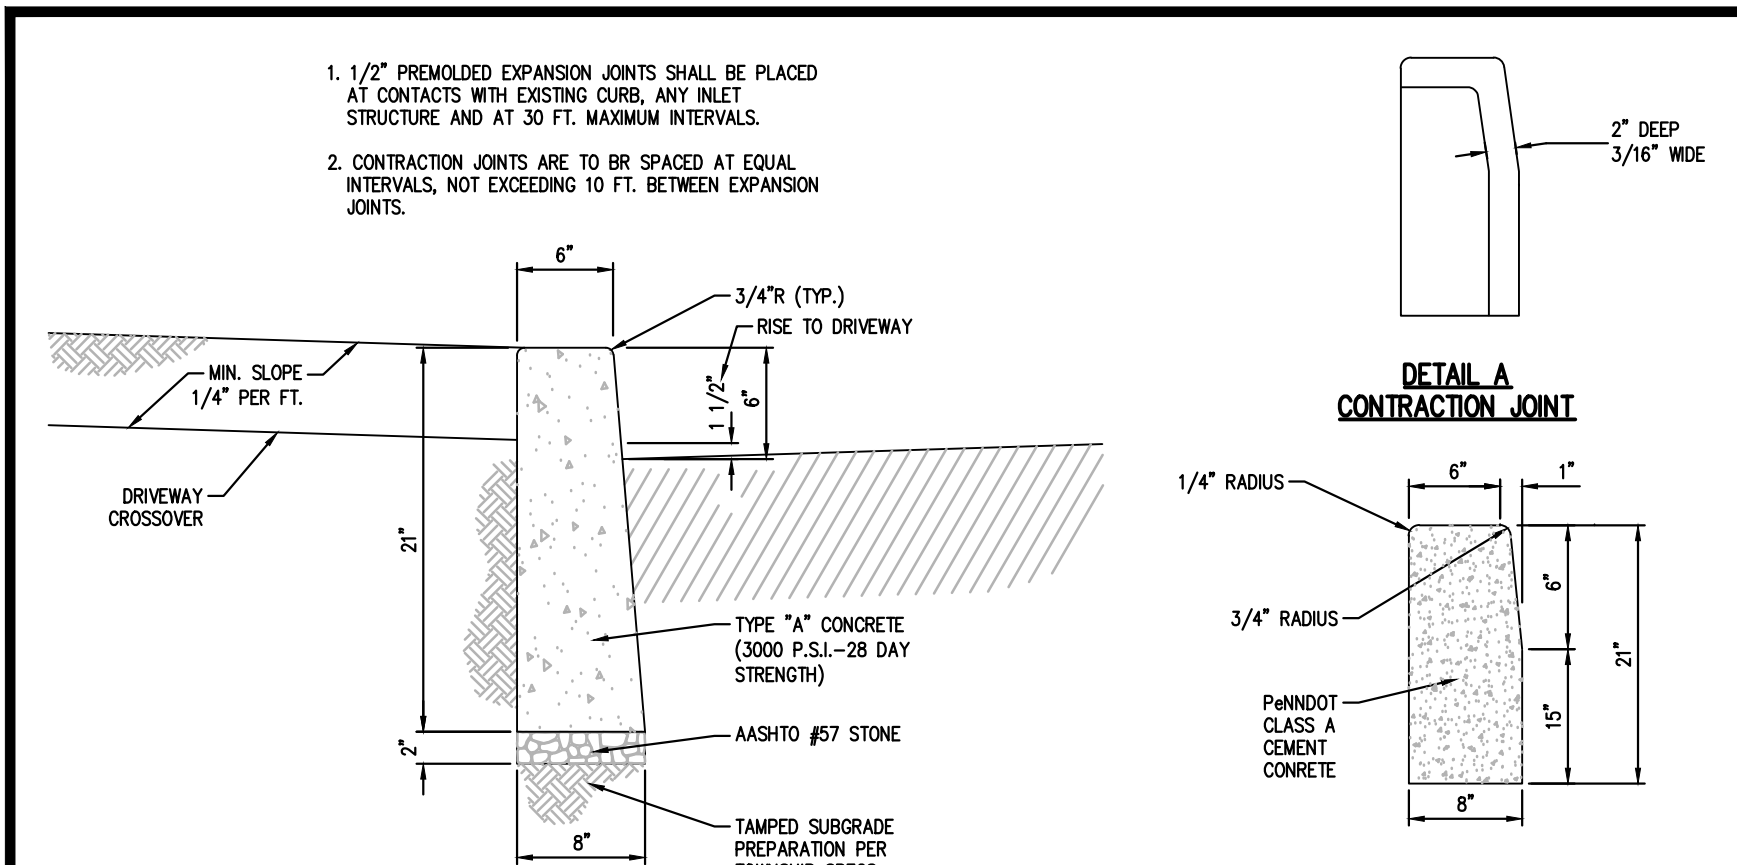 1. 1/2" PREMOLDED EXPANSION JOINTS SHALL BE PLACED
AT CONTACTS WITH EXISTING CURB, ANY INLET
STRUCTURE AND AT 30 FT. MAXIMUM INTERVALS.
2. CONTRACTION JOINTS ARE TO BR SPACED AT EQUAL
INTERVALS, NOT EXCEEDING 10 FT. BETWEEN EXPANSION
JOINTS.
6"
3/4"R (TYP.)
RISE TO DRIVEWAY
MIN. SLOPE
1/4" PER FT.
1 1/2"
6"
DRIVEWAY
CROSSOVER
21"
TYPE "A" CONCRETE
(3000 P.S.I.-28 DAY
STRENGTH)
2"
AASHTO #57 STONE
TAMPED SUBGRADE
PREPARATION PER
8"
2" DEEP
3/16" WIDE
DETAIL A
CONTRACTION JOINT
6"
1"
1/4" RADIUS
6"
3/4" RADIUS
21"
15"
PeNNDOT
CLASS A
CEMENT
CONRETE
8"